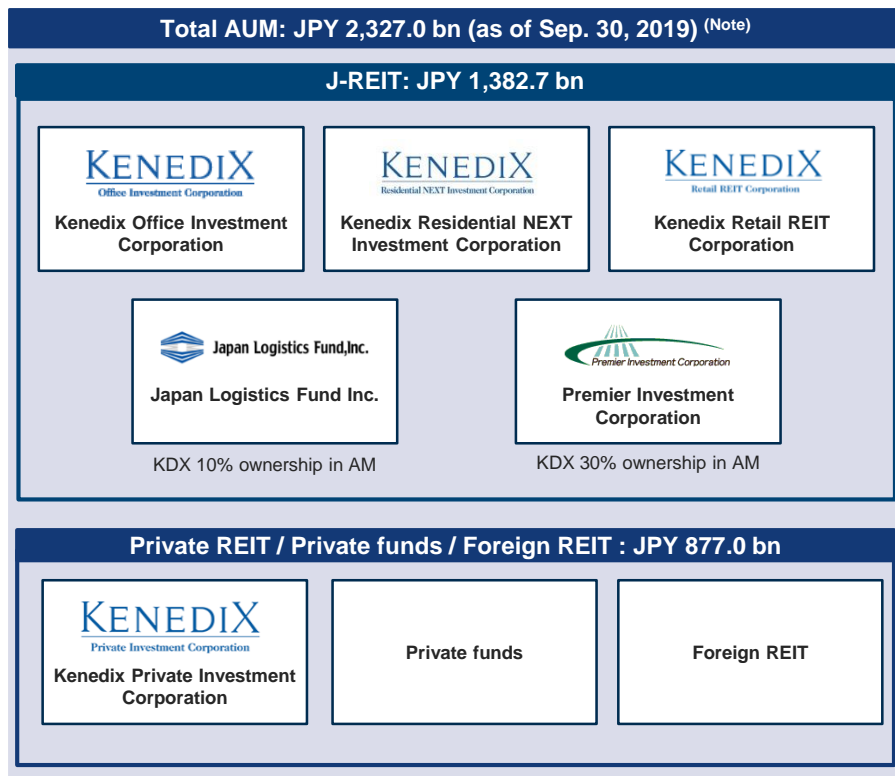 Total AUM: JPY 2,327.0 bn (as of Sep. 30, 2019) (Note)
J-REIT: JPY 1,382.7 bn
KENEDIX
Office Investment Corporation
Kenedix Office Investment
Corporation
KENEDIX
Residential NEXT Investment Corporation
Kenedix Residential NEXT
Investment Corporation
KENEDIX
Retail REIT Corporation
Kenedix Retail REIT
Corporation
Japan Logistics Fund,Inc.
Japan Logistics Fund Inc.
KDX 10% ownership in AM
Premier Investment Corporation
Premier Investment
Corporation
KDX 30% ownership in AM
Private REIT / Private funds / Foreign REIT : JPY 877.0 bn
KENEDIX
Private Investment Corporation
Kenedix Private Investment
Corporation
Private funds
Foreign REIT